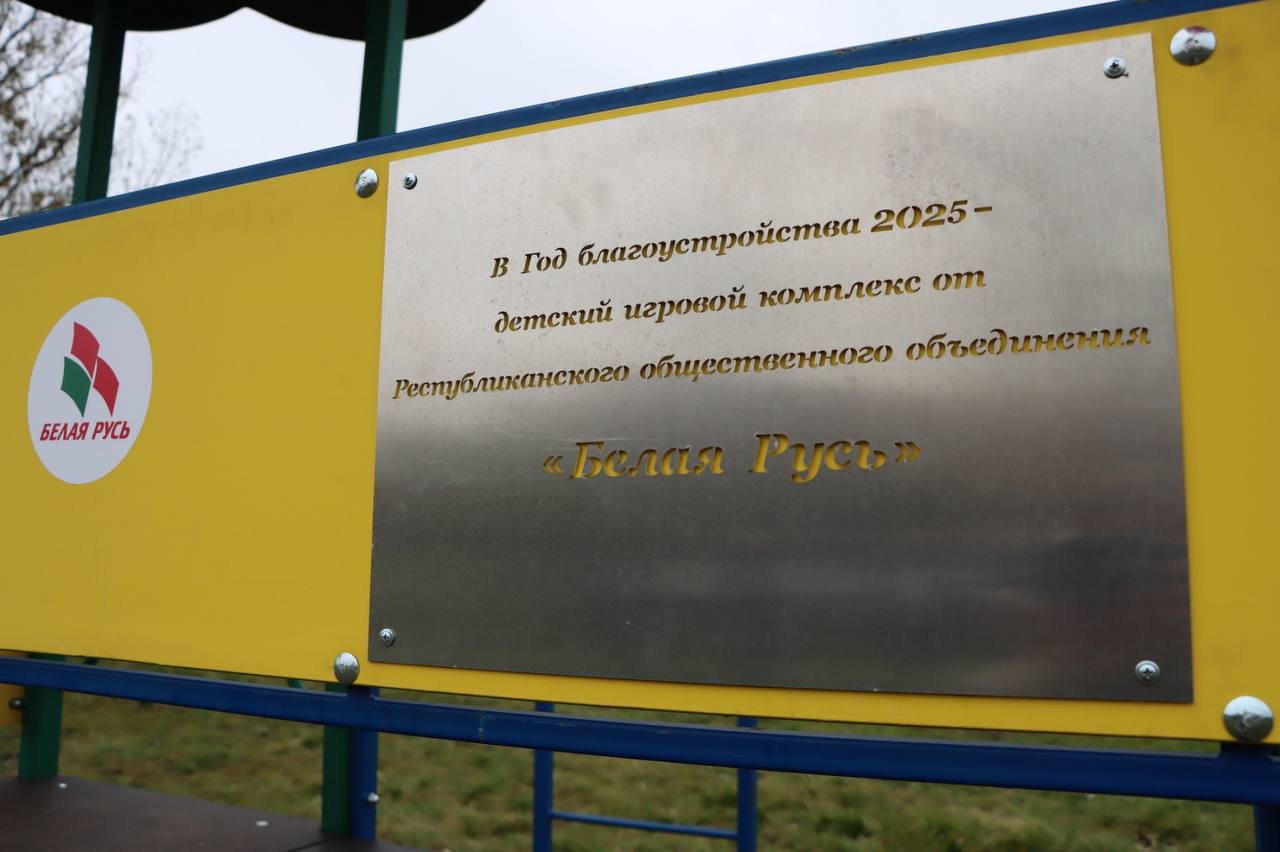 В Год благоустройства 2025 –
детский игровой комплекс от
Республиканского общественного объединения
«Белая Русь»
БЕЛАЯ РУСЬ